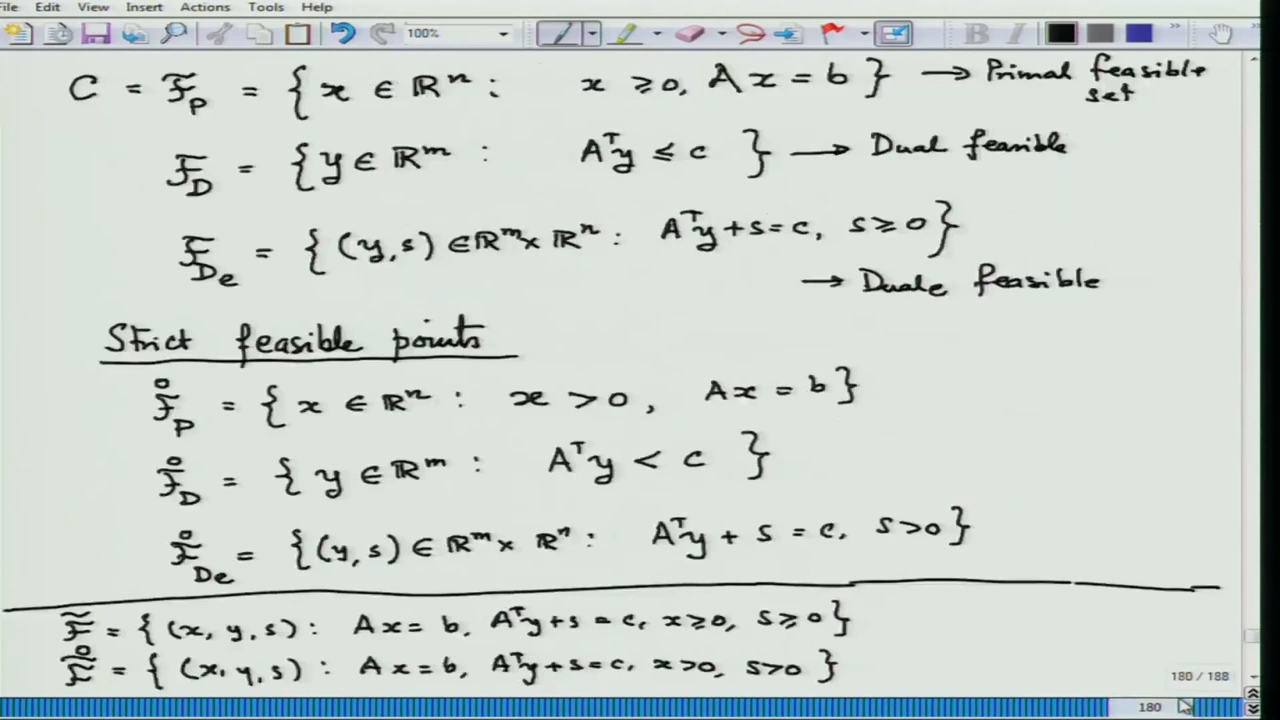 File Edit View Insert Actions Tools Help
100%
C = F_P = { x ∈ ℝⁿ : x ≥ 0, Ax = b } → Primal feasible set
F_D = { y ∈ ℝᵐ : Aᵀy ≤ c } → Dual feasible
F_De = { (y, s) ∈ ℝᵐ × ℝⁿ : Aᵀy + s = c, s ≥ 0 }
→ Duale feasible
Strict feasible points
F̊_P = { x ∈ ℝⁿ : x > 0, Ax = b }
F̊_D = { y ∈ ℝᵐ : Aᵀy < c }
F̊_De = { (y, s) ∈ ℝᵐ × ℝⁿ : Aᵀy + s = c, s > 0 }
F̃ = { (x, y, s) : Ax = b, Aᵀy + s = c, x ≥ 0, s ≥ 0 }
F̃̊ = { (x, y, s) : Ax = b, Aᵀy + s = c, x > 0, s > 0 }
180 / 188
180